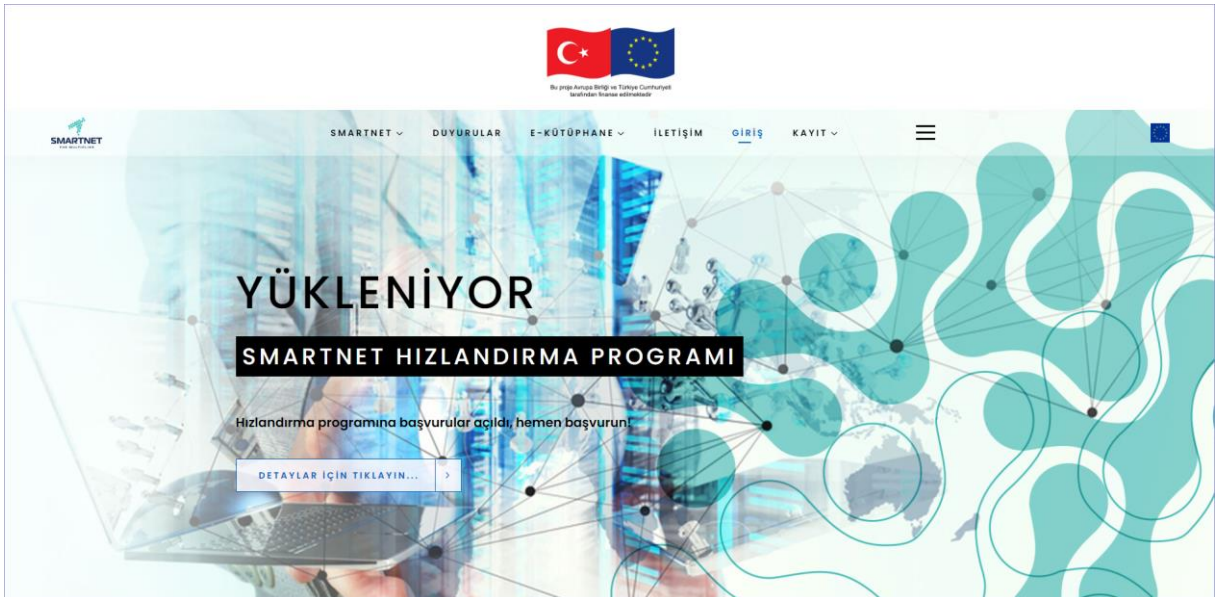 Bu proje Avrupa Birliği ve Türkiye Cumhuriyeti
tarafından finanse edilmektedir
SMARTNET
SMARTNET
DUYURULAR
E-KÜTÜPHANE
İLETİŞİM
GİRİŞ
KAYIT
YÜKLENİYOR
SMARTNET HIZLANDIRMA PROGRAMI
Hızlandırma programına başvurular açıldı, hemen başvurun!
DETAYLAR İÇİN TIKLAYIN...